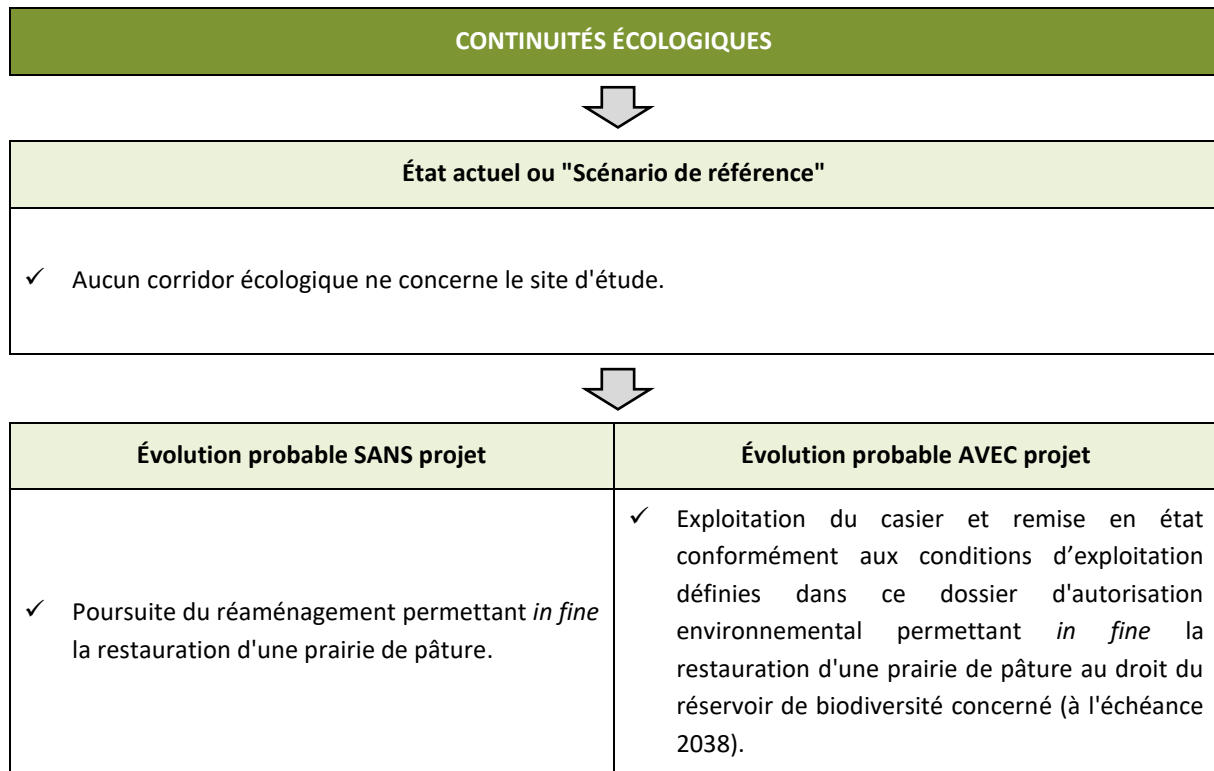 CONTINUITÉS ÉCOLOGIQUES
État actuel ou "Scénario de référence"
✓ Aucun corridor écologique ne concerne le site d'étude.
Évolution probable SANS projet
✓ Poursuite du réaménagement permettant in fine
la restauration d'une prairie de pâture.
Évolution probable AVEC projet
✓ Exploitation du casier et remise en état
conformément aux conditions d’exploitation
définies dans ce dossier d'autorisation
environnemental permettant in fine la
restauration d'une prairie de pâture au droit du
réservoir de biodiversité concerné (à l'échéance
2038).